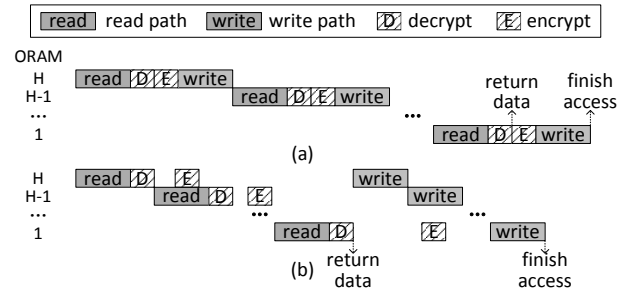 read read path write write path D decrypt E encrypt
ORAM
H read D E write
H-1 read D E write
return data finish access
... ...
1 read D E write
(a)
H read D E write
H-1 read D E write
... ... ...
1 read D E write
return data finish access
(b)